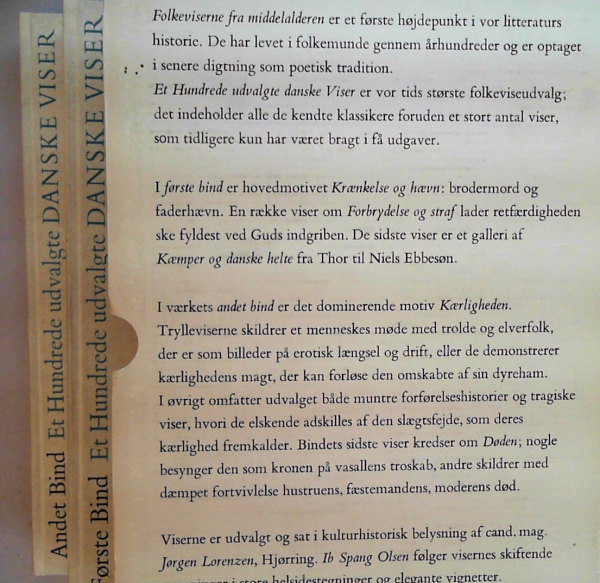 Andet Bind Et Hundrede udvalgte DANSKE VISER
Første Bind Et Hundrede udvalgte DANSKE VISER
Folkeviserne fra middelalderen er et første højdepunkt i vor litteraturs
historie. De har levet i folkemunde gennem århundreder og er optaget
i senere digtning som poetisk tradition.
Et Hundrede udvalgte danske Viser er vor tids største folkeviseudvalg;
det indeholder alle de kendte klassikere foruden et stort antal viser,
som tidligere kun har været bragt i få udgaver.
I første bind er hovedmotivet Krænkelse og hævn: brodermord og
faderhævn. En række viser om Forbrydelse og straf lader retfærdigheden
ske fyldest ved Guds indgriben. De sidste viser er et galleri af
Kæmper og danske helte fra Thor til Niels Ebbesøn.
I værkets andet bind er det dominerende motiv Kærligheden.
Trylleviserne skildrer et menneskes møde med trolde og elverfolk,
der er som billeder på erotisk længsel og drift, eller de demonstrerer
kærlighedens magt, der kan forløse den omskabte af sin dyreham.
I øvrigt omfatter udvalget både muntre forførelseshistorier og tragiske
viser, hvori de elskende adskilles af den slægtsfejde, som deres
kærlighed fremkalder. Bindets sidste viser kredser om Døden; nogle
besynger den som kronen på vasallens troskab, andre skildrer med
dæmpet fortvivlelse hustruens, fæstemandens, moderens død.
Viserne er udvalgt og sat i kulturhistorisk belysning af cand. mag.
Jørgen Lorenzen, Hjørring. Ib Spang Olsen følger visernes skiftende
i store helsidestegninger og elegante vignetter.